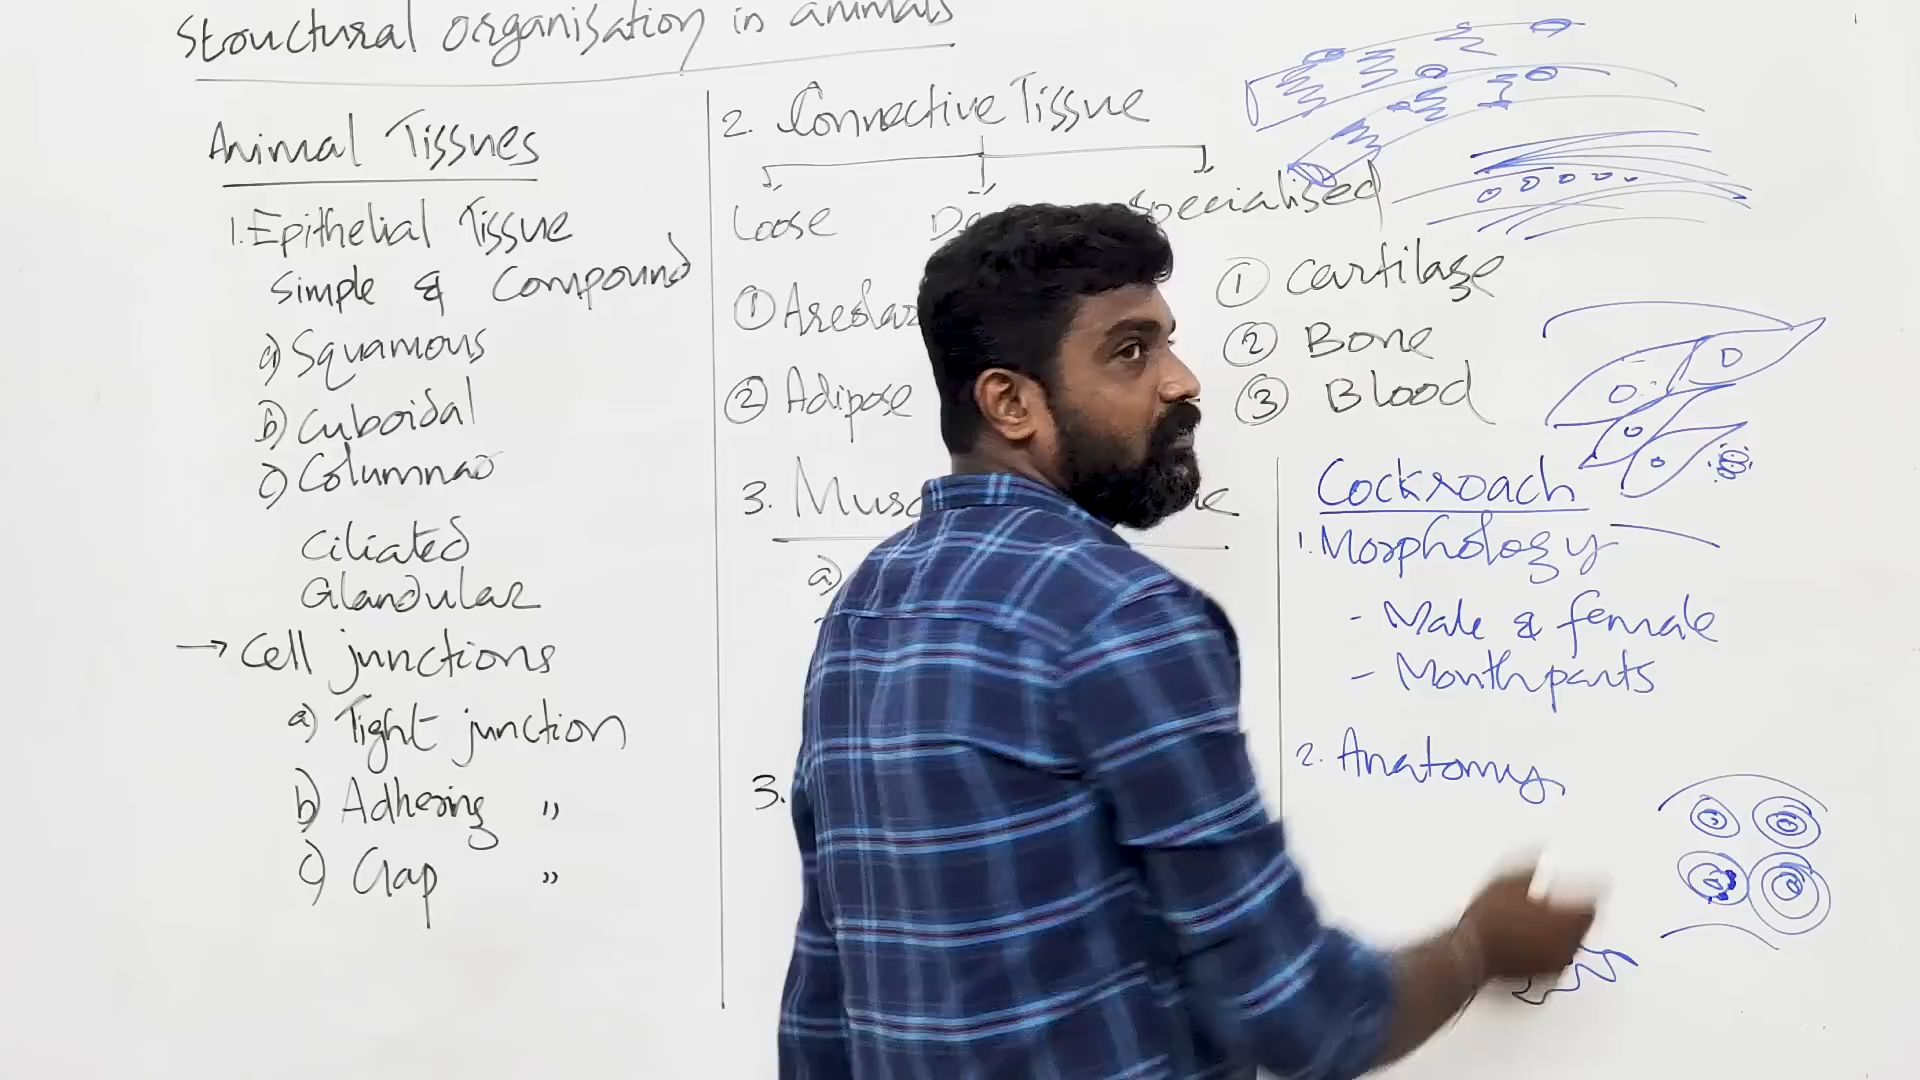 Structural organisation in animals
Animal Tissues
1. Epithelial Tissue
Simple & Compound
a) Squamous
b) Cuboidal
c) Columnar
Ciliated
Glandular
→ Cell junctions
a) Tight junction
b) Adhering "
c) Gap "
2. Connective Tissue
Loose specialised
① Areolar
② Adipose
① Cartilage
② Bone
③ Blood
3.
a)
3.
Cockroach
1. Morphology
- Male & female
- Mouthparts
2. Anatomy